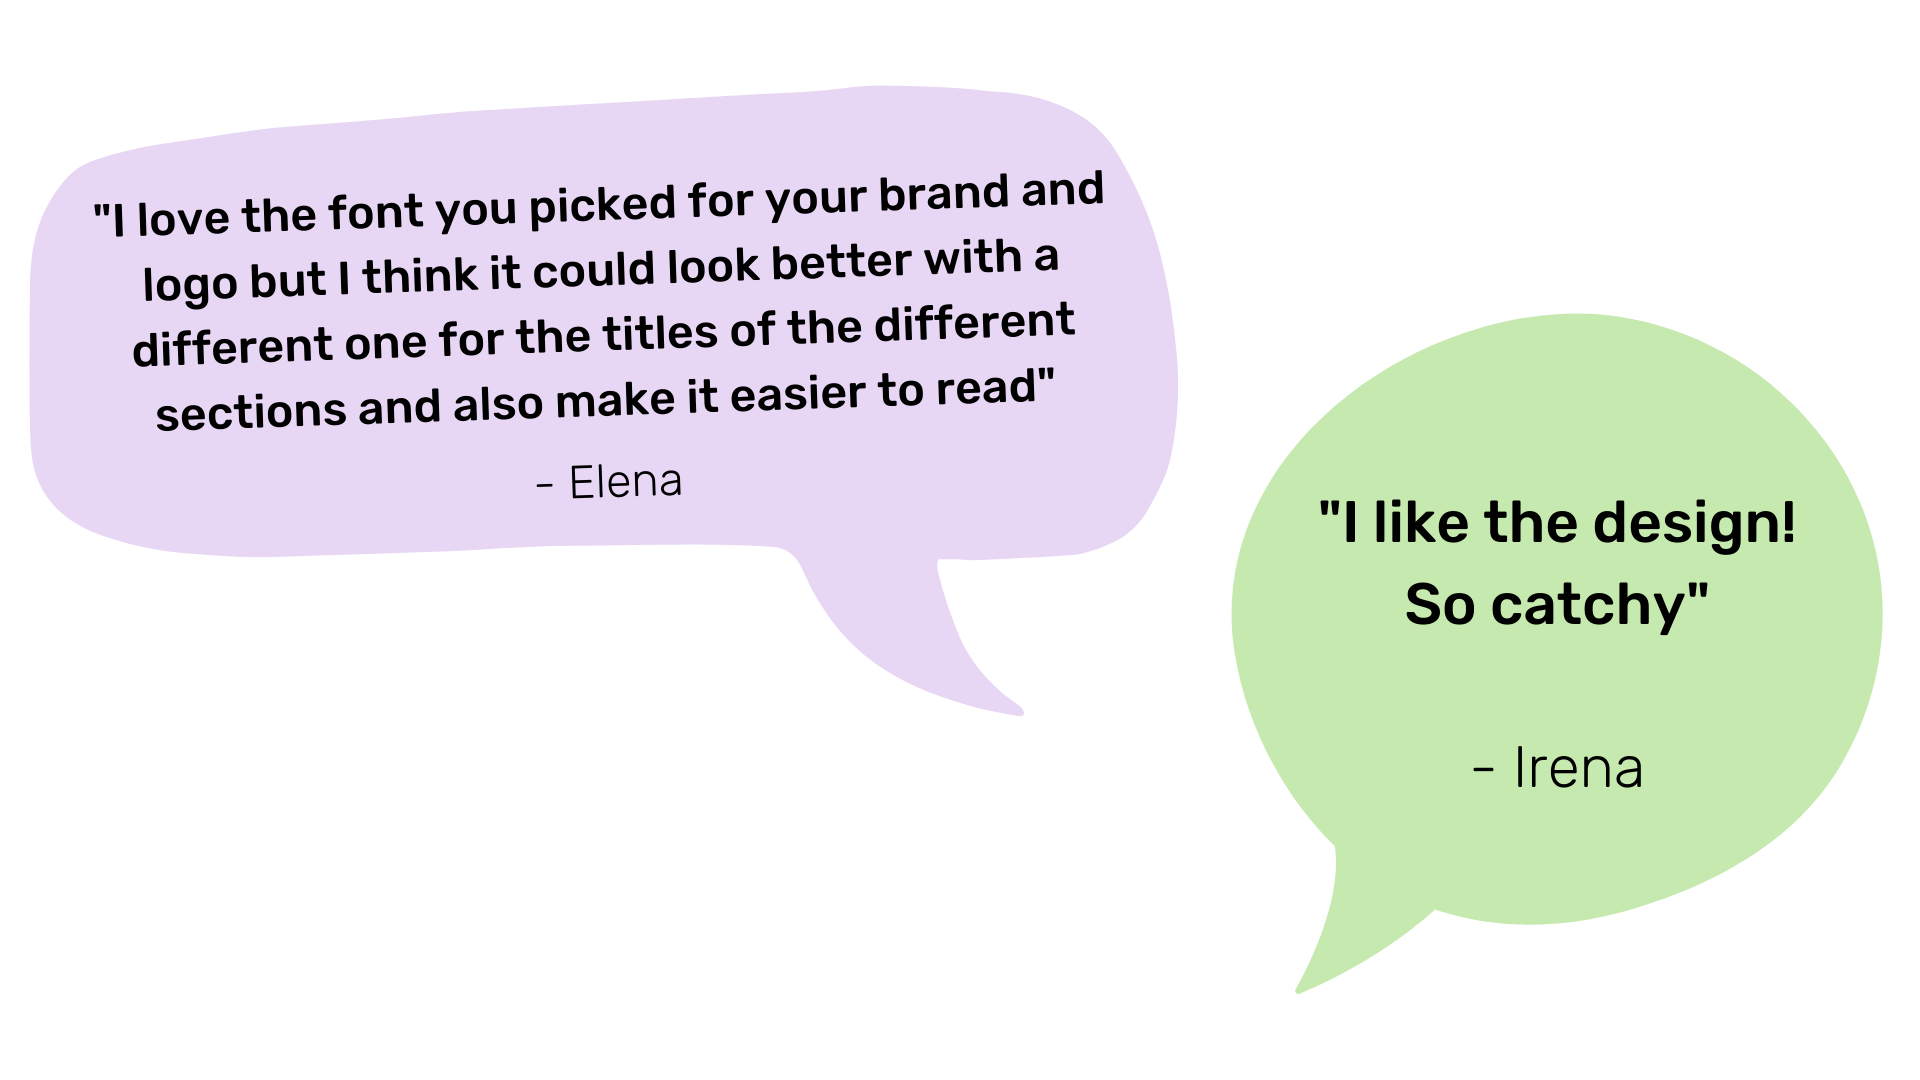 "I love the font you picked for your brand and
logo but I think it could look better with a
different one for the titles of the different
sections and also make it easier to read"
- Elena
"I like the design!
So catchy"
- Irena